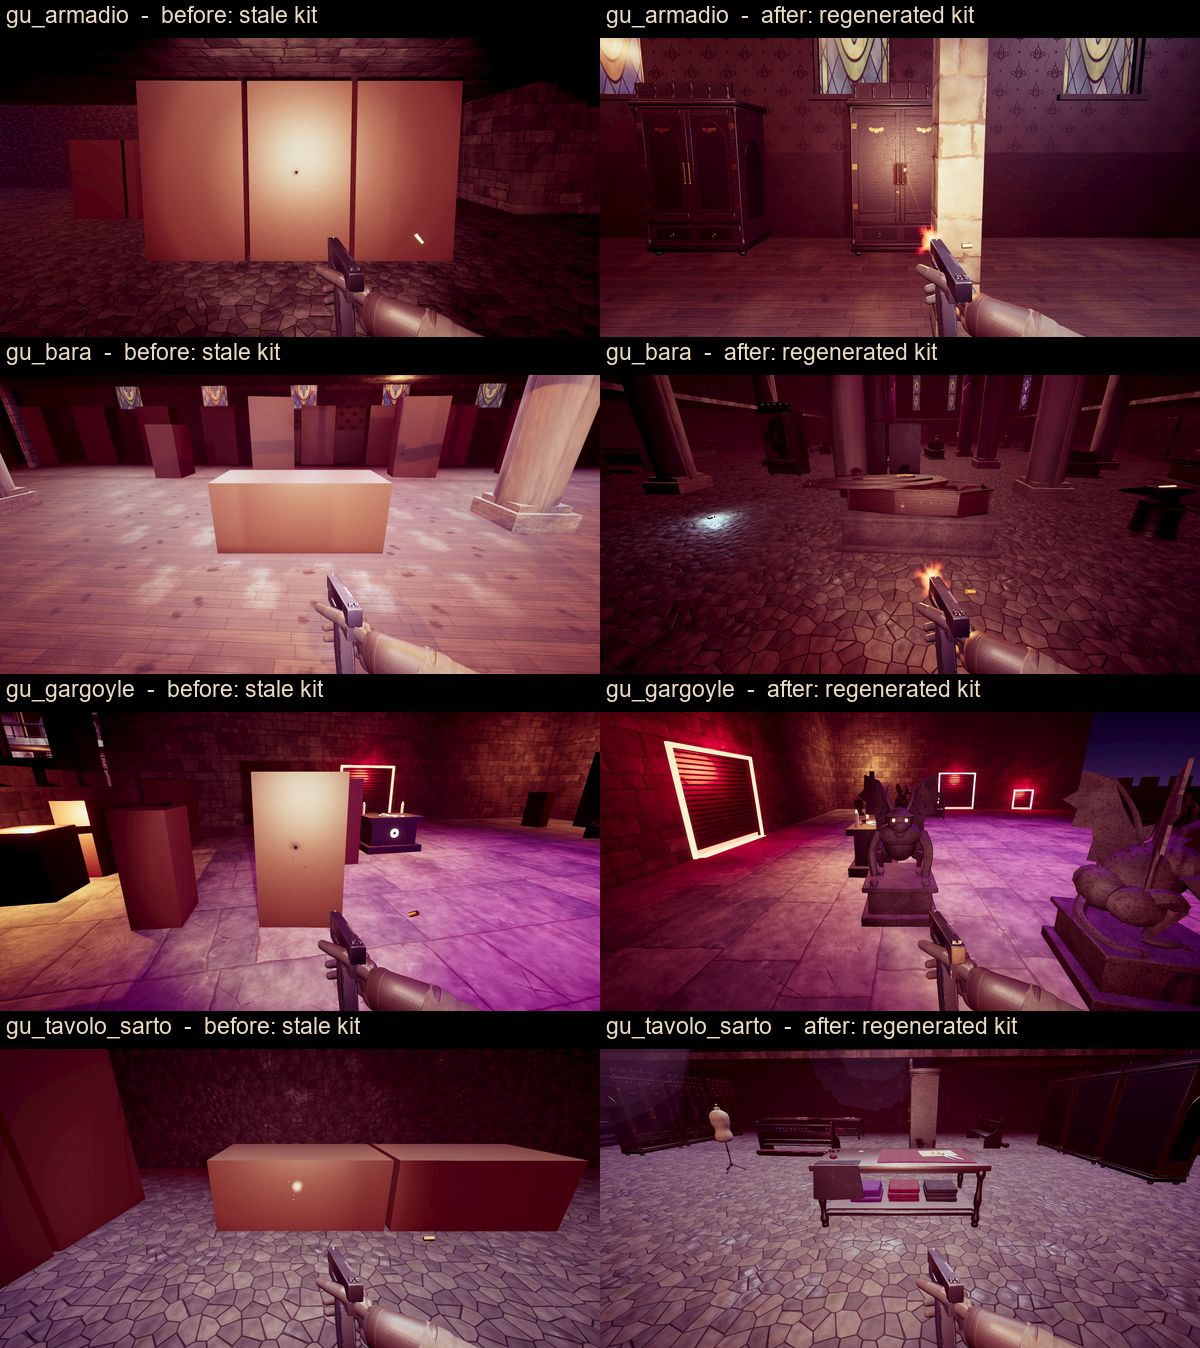 gu_armadio - before: stale kit
gu_armadio - after: regenerated kit
gu_bara - before: stale kit
gu_bara - after: regenerated kit
gu_gargoyle - before: stale kit
gu_gargoyle - after: regenerated kit
gu_tavolo_sarto - before: stale kit
gu_tavolo_sarto - after: regenerated kit